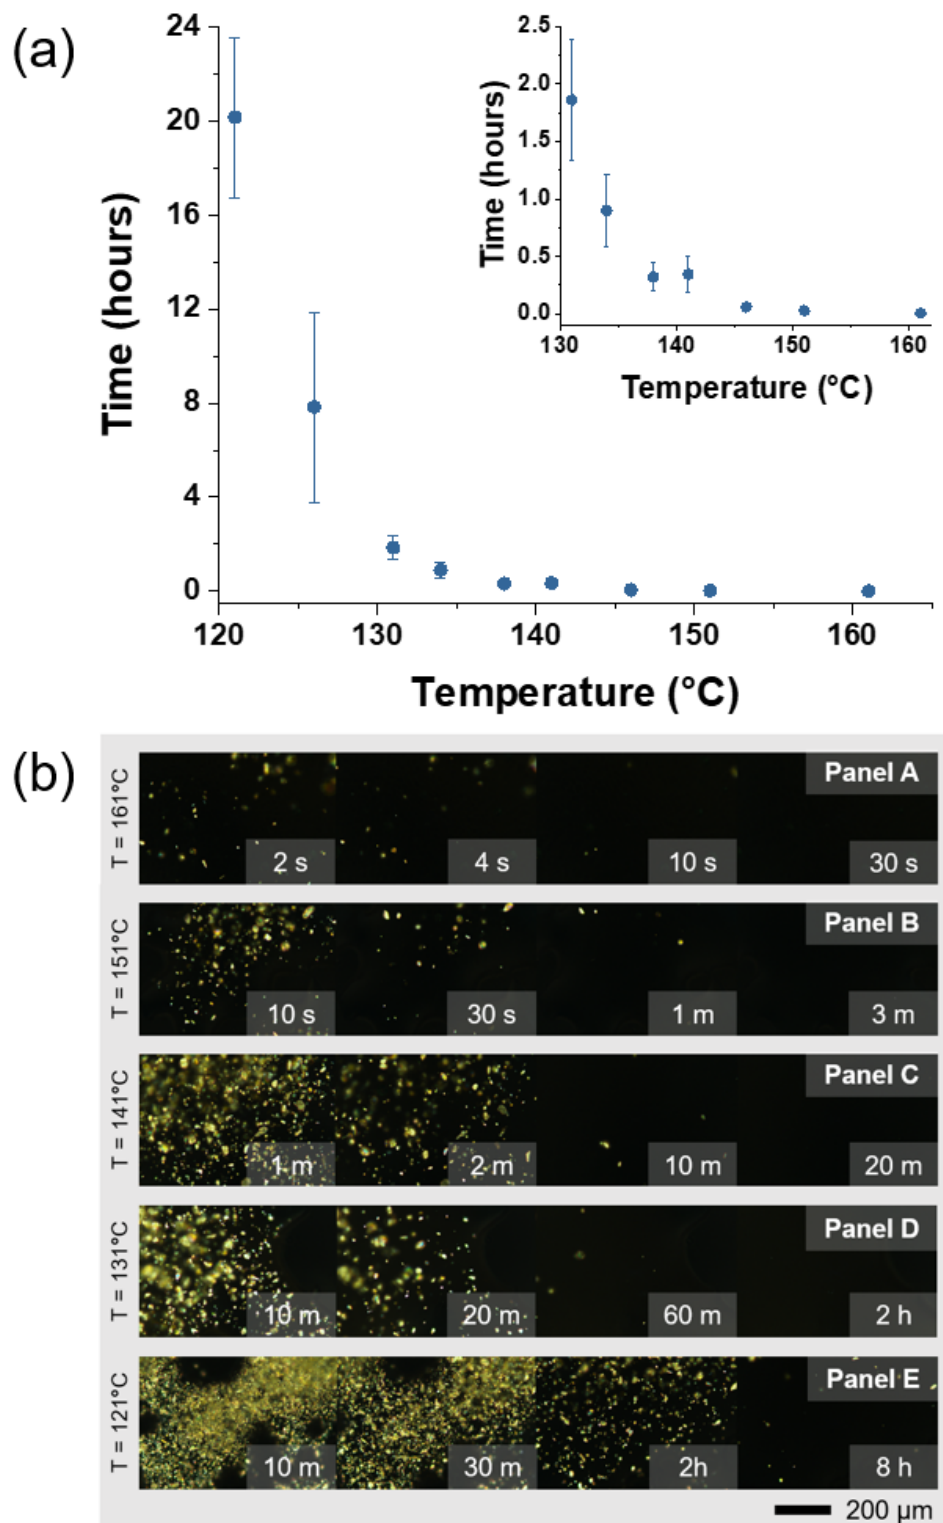 (a)
24
20
16
12
8
4
0
Time (hours)
120 130 140 150 160
Temperature (°C)
2.5
2.0
1.5
1.0
0.5
0.0
Time (hours)
130 140 150 160
Temperature (°C)
(b)
T = 161°C
Panel A
2 s 4 s 10 s 30 s
T = 151°C
Panel B
10 s 30 s 1 m 3 m
T = 141°C
Panel C
1 m 2 m 10 m 20 m
T = 131°C
Panel D
10 m 20 m 60 m 2 h
T = 121°C
Panel E
10 m 30 m 2h 8 h
200 µm